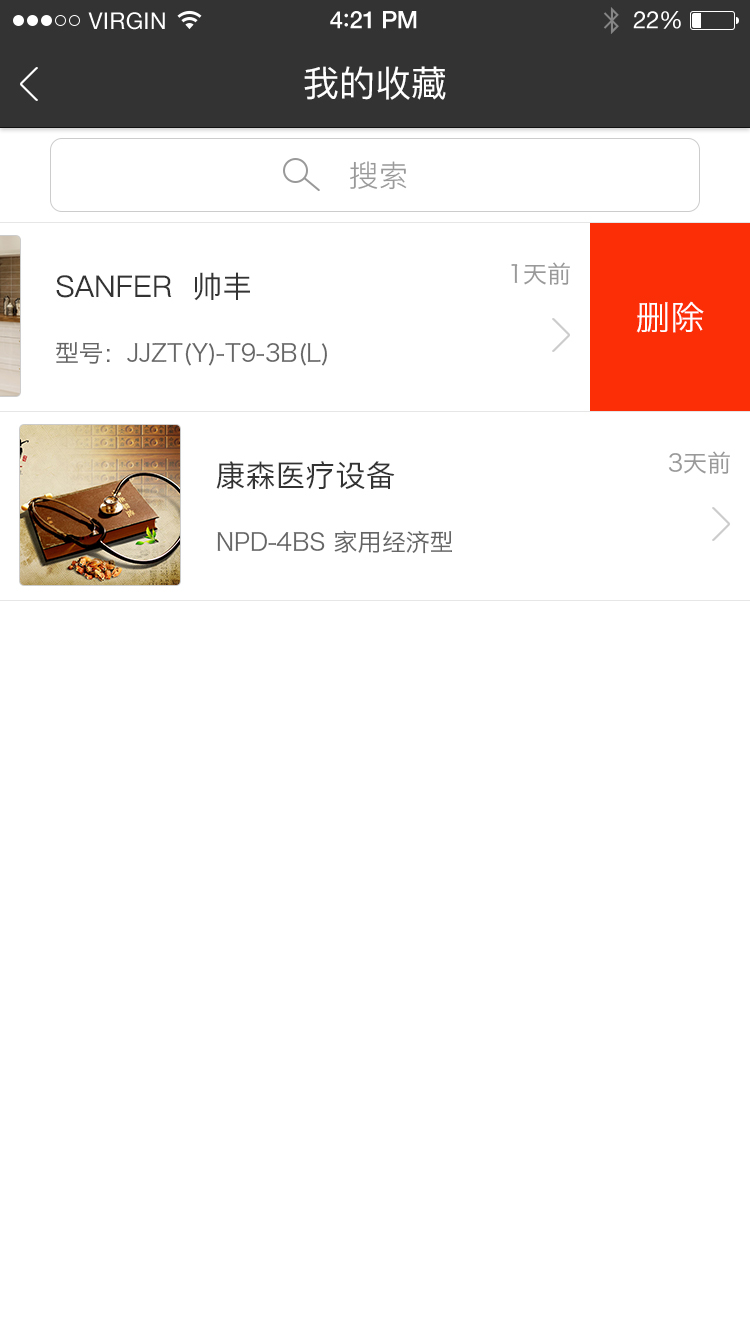 VIRGIN 4:21 PM 22%
我的收藏
搜索
SANFER 帅丰
1天前
型号：JJZT(Y)-T9-3B(L)
删除
康森医疗设备
3天前
NPD-4BS 家用经济型